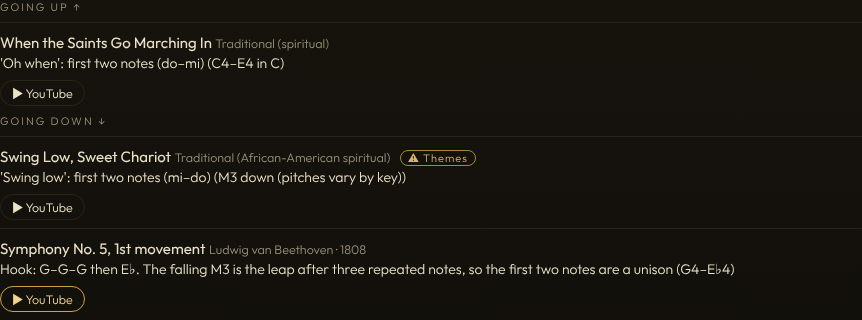 GOING UP ↑
When the Saints Go Marching In Traditional (spiritual)
'Oh when': first two notes (do–mi) (C4–E4 in C)
▶ YouTube
GOING DOWN ↓
Swing Low, Sweet Chariot Traditional (African-American spiritual) ⚠ Themes
'Swing low': first two notes (mi–do) (M3 down (pitches vary by key))
▶ YouTube
Symphony No. 5, 1st movement Ludwig van Beethoven · 1808
Hook: G–G–G then E♭. The falling M3 is the leap after three repeated notes, so the first two notes are a unison (G4–E♭4)
▶ YouTube